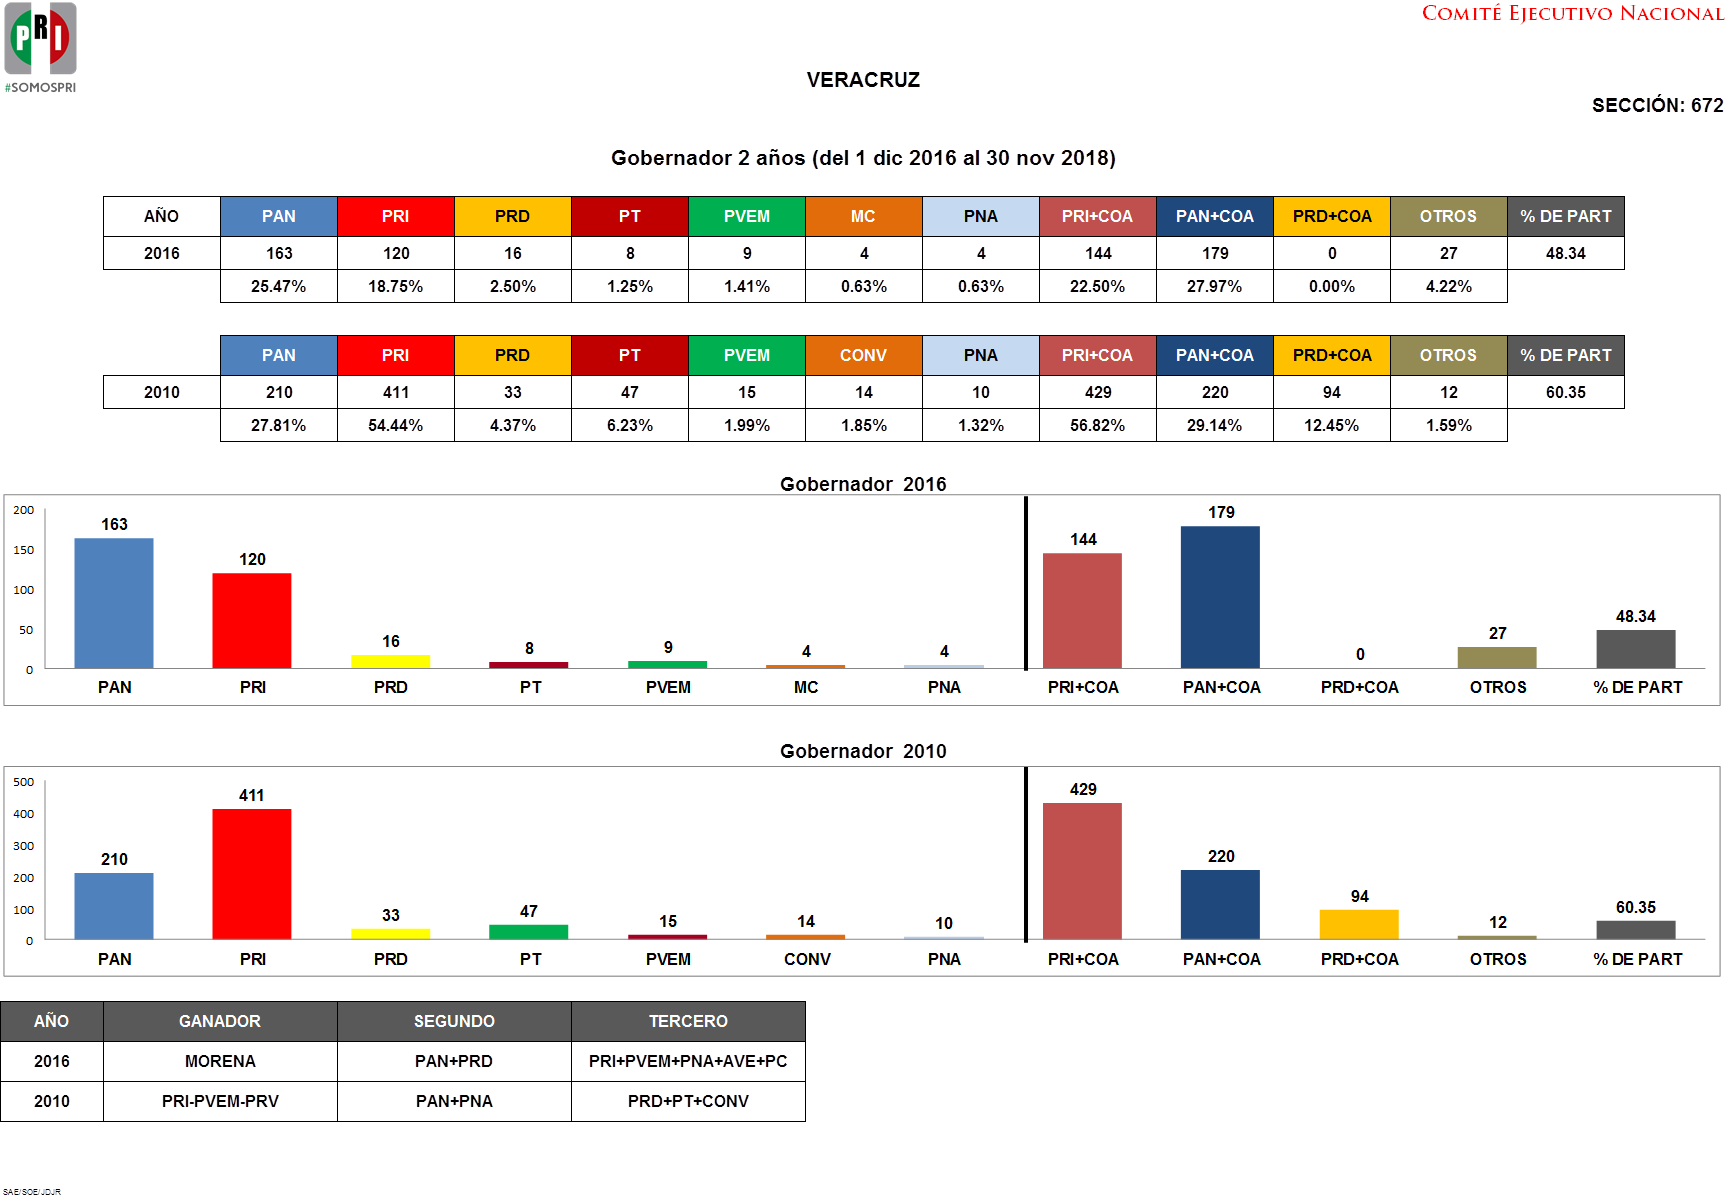 PRI
#SOMOSPRI
COMITÉ EJECUTIVO NACIONAL
VERACRUZ
SECCIÓN: 672
Gobernador 2 años (del 1 dic 2016 al 30 nov 2018)
AÑO PAN PRI PRD PT PVEM MC PNA PRI+COA PAN+COA PRD+COA OTROS % DE PART
2016 163 120 16 8 9 4 4 144 179 0 27 48.34
25.47% 18.75% 2.50% 1.25% 1.41% 0.63% 0.63% 22.50% 27.97% 0.00% 4.22%
PAN PRI PRD PT PVEM CONV PNA PRI+COA PAN+COA PRD+COA OTROS % DE PART
2010 210 411 33 47 15 14 10 429 220 94 12 60.35
27.81% 54.44% 4.37% 6.23% 1.99% 1.85% 1.32% 56.82% 29.14% 12.45% 1.59%
Gobernador 2016
200
150
100
50
0
163 120 16 8 9 4 4 144 179 0 27 48.34
PAN PRI PRD PT PVEM MC PNA PRI+COA PAN+COA PRD+COA OTROS % DE PART
Gobernador 2010
500
400
300
200
100
0
210 411 33 47 15 14 10 429 220 94 12 60.35
PAN PRI PRD PT PVEM CONV PNA PRI+COA PAN+COA PRD+COA OTROS % DE PART
AÑO GANADOR SEGUNDO TERCERO
2016 MORENA PAN+PRD PRI+PVEM+PNA+AVE+PC
2010 PRI-PVEM-PRV PAN+PNA PRD+PT+CONV
SAE/SOE/JDJR